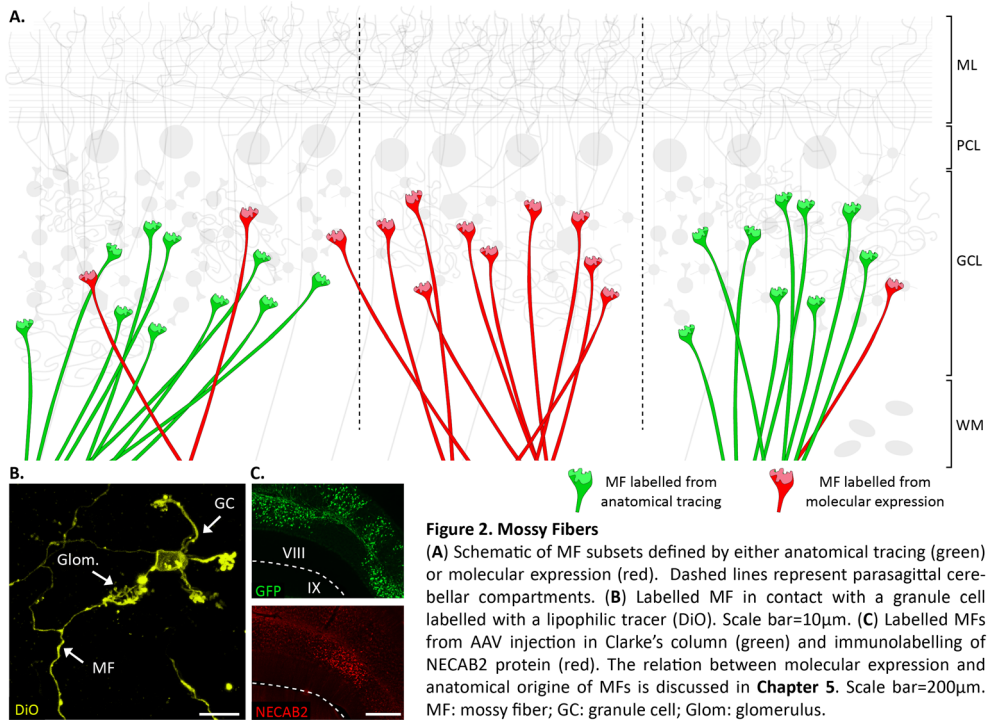 A.
ML
PCL
GCL
WM
MF labelled from
anatomical tracing
MF labelled from
molecular expression
B.
GC
Glom.
MF
DiO
C.
VIII
IX
GFP
NECAB2
Figure 2. Mossy Fibers
(A) Schematic of MF subsets defined by either anatomical tracing (green)
or molecular expression (red). Dashed lines represent parasagittal cere-
bellar compartments. (B) Labelled MF in contact with a granule cell
labelled with a lipophilic tracer (DiO). Scale bar=10μm. (C) Labelled MFs
from AAV injection in Clarke's column (green) and immunolabelling of
NECAB2 protein (red). The relation between molecular expression and
anatomical origine of MFs is discussed in Chapter 5. Scale bar=200μm.
MF: mossy fiber; GC: granule cell; Glom: glomerulus.